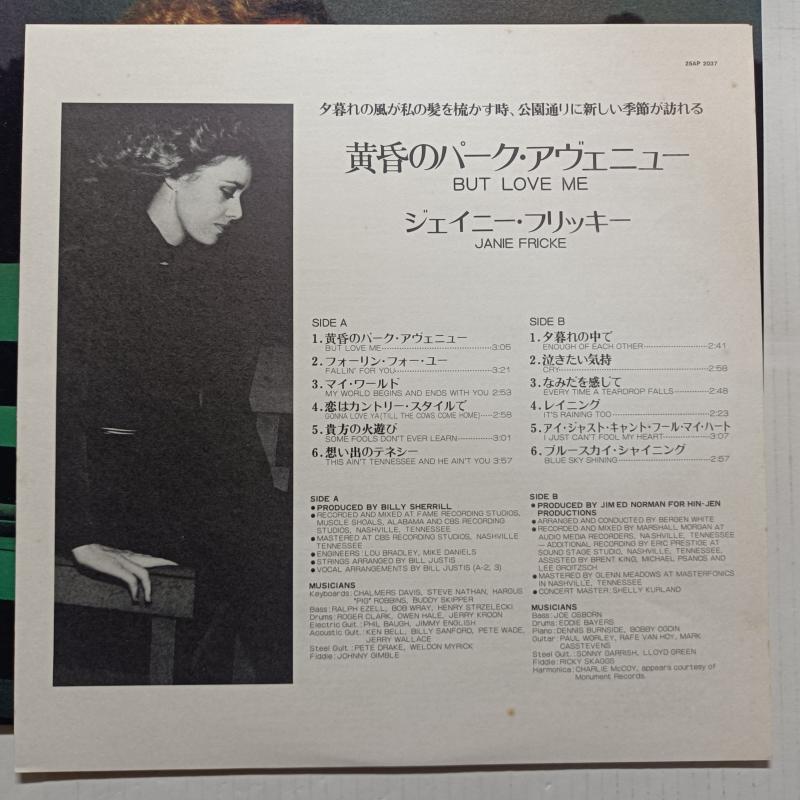 25AP 2037
夕暮れの風が私の髪を梳かす時、公園通りに新しい季節が訪れる
黄昏のパーク・アヴェニュー
BUT LOVE ME
ジェイニー・フリッキー
JANIE FRICKE
SIDE A
1.黄昏のパーク・アヴェニュー
BUT LOVE ME 3:05
2.フォーリン・フォー・ユー
FALLIN' FOR YOU 3:21
3.マイ・ワールド
MY WORLD BEGINS AND ENDS WITH YOU 2:53
4.恋はカントリー・スタイルで
GONNA LOVE YA(TILL THE COWS COME HOME) 2:58
5.貴方の火遊び
SOME FOOLS DON'T EVER LEARN 3:01
6.想い出のテネシー
THIS AIN'T TENNESSEE AND HE AIN'T YOU 3:57
SIDE B
1.夕暮れの中で
ENOUGH OF EACH OTHER 2:41
2.泣きたい気持
CRY 2:58
3.なみだを感じて
EVERY TIME A TEARDROP FALLS 2:48
4.レイニング
IT'S RAINING TOO 2:23
5.アイ・ジャスト・キャント・フール・マイ・ハート
I JUST CAN'T FOOL MY HEART 3:07
6.ブルースカイ・シャイニング
BLUE SKY SHINING 2:57
SIDE A
●PRODUCED BY BILLY SHERRILL
●RECORDED AND MIXED AT FAME RECORDING STUDIOS,
MUSCLE SHOALS, ALABAMA AND CBS RECORDING
STUDIOS, NASHVILLE, TENNESSEE
●MASTERED AT CBS RECORDING STUDIOS, NASHVILLE
TENNESSEE
●ENGINEERS:LOU BRADLEY, MIKE DANIELS
●STRINGS ARRANGED BY BILL JUSTIS
●VOCAL ARRANGEMENTS BY BILL JUSTIS (A-2, 3)
MUSICIANS
Keyboards:CHALMERS DAVIS, STEVE NATHAN, HARGUS
"PIG" ROBBINS, BUDDY SKIPPER
Bass:RALPH EZELL, BOB WRAY, HENRY STRZELECKI
Drums:ROGER CLARK, OWEN HALE, JERRY KROON
Electric Guit.:PHIL BAUGH, JIMMY ENGLISH
Acoustic Guit.:KEN BELL, BILLY SANFORD, PETE WADE,
JERRY WALLACE
Steel Guit.:PETE DRAKE, WELDON MYRICK
Fiddle:JOHNNY GIMBLE
SIDE B
●PRODUCED BY JIM ED NORMAN FOR HIN-JEN
PRODUCTIONS
●ARRANGED AND CONDUCTED BY BERGEN WHITE
●RECORDED AND MIXED BY MARSHALL MORGAN AT
AUDIO MEDIA RECORDERS, NASHVILLE, TENNESSEE
— ADDITIONAL RECORDING BY ERIC PRESTIGE AT
SOUND STAGE STUDIO, NASHVILLE, TENNESSEE,
ASSISTED BY BRENT KING, MICHAEL PSANOS AND
LEE GROITZSCH
●MASTERED BY GLENN MEADOWS AT MASTERFONICS
IN NASHVILLE, TENNESSEE
●CONCERT MASTER:SHELLY KURLAND
MUSICIANS
Bass:JOE OSBORN
Drums:EDDIE BAYERS
Piano:DENNIS BURNSIDE, BOBBY OGDIN
Guitar:PAUL WORLEY, RAFE VAN HOY, MARK
CASSTEVENS
Steel Guit.:SONNY GARRISH, LLOYD GREEN
Fiddle:RICKY SKAGGS
Harmonica:CHARLIE McCOY, appears courtesy of
Monument Records.